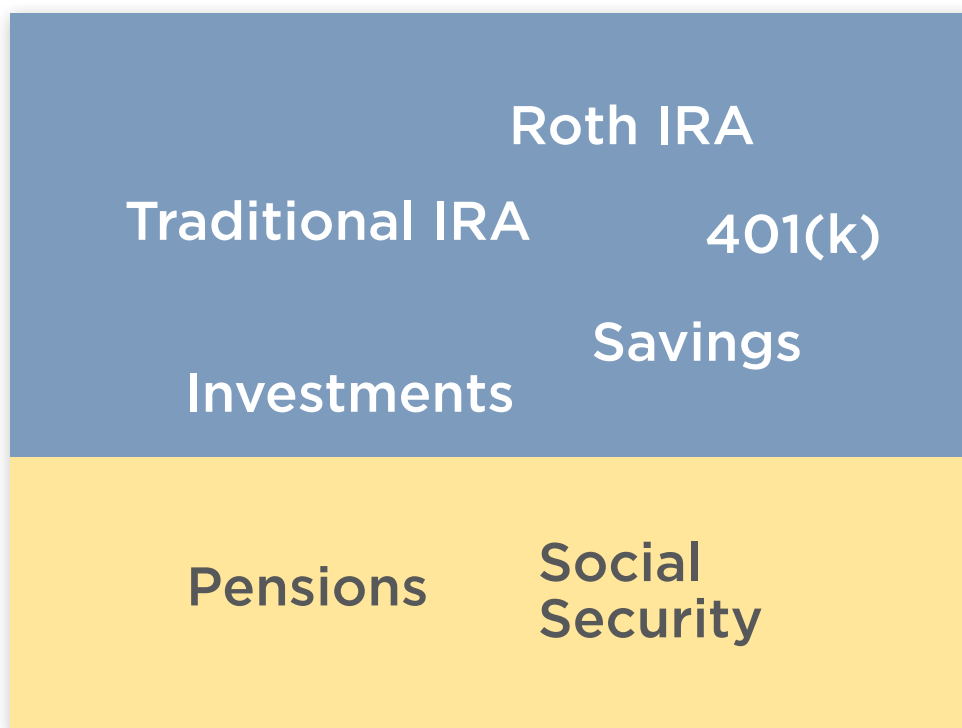 Roth IRA
Traditional IRA
401(k)
Savings
Investments
Pensions
Social
Security